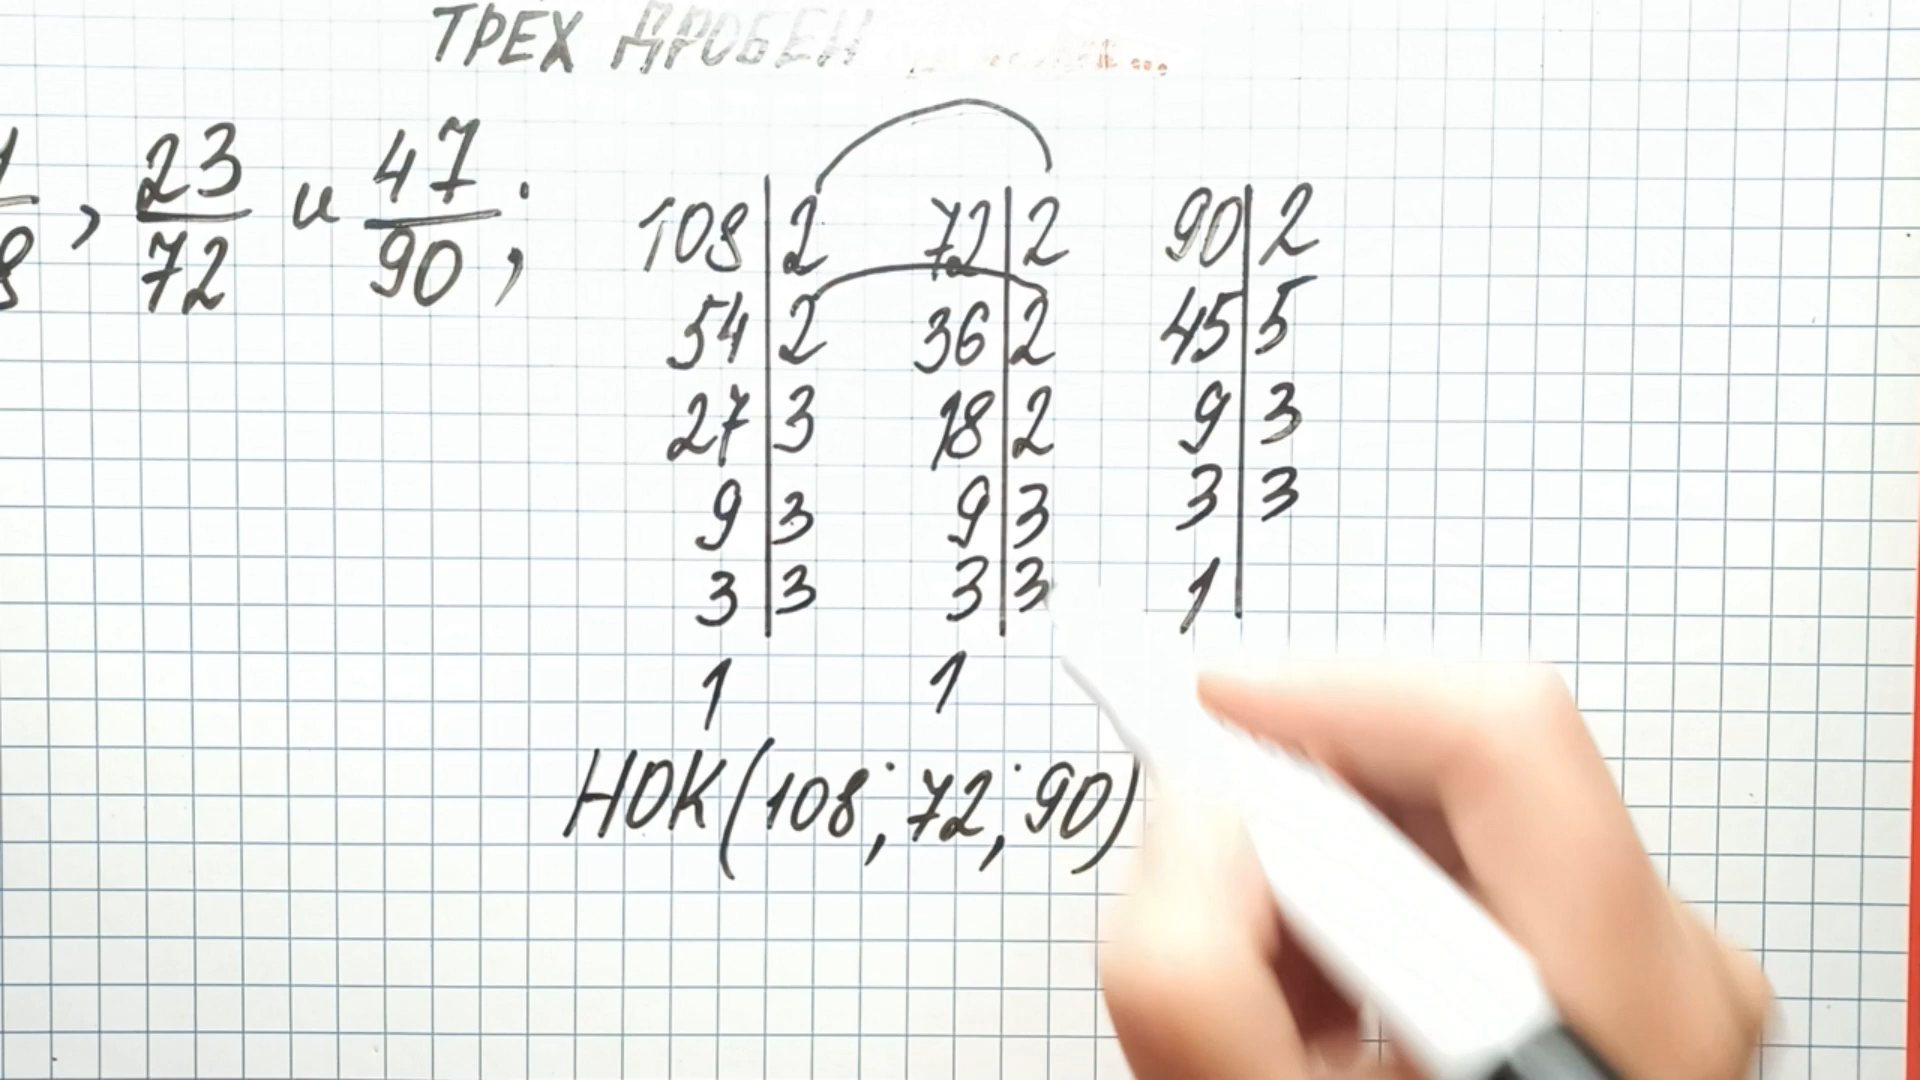 ТРЁХ ДРОБЕЙ
23/72 и 47/90;
108|2 72|2 90|2
54|2 36|2 45|5
27|3 18|2 9|3
9|3 9|3 3|3
3|3 3|3 1|
1 1
НОК(108;72;90)